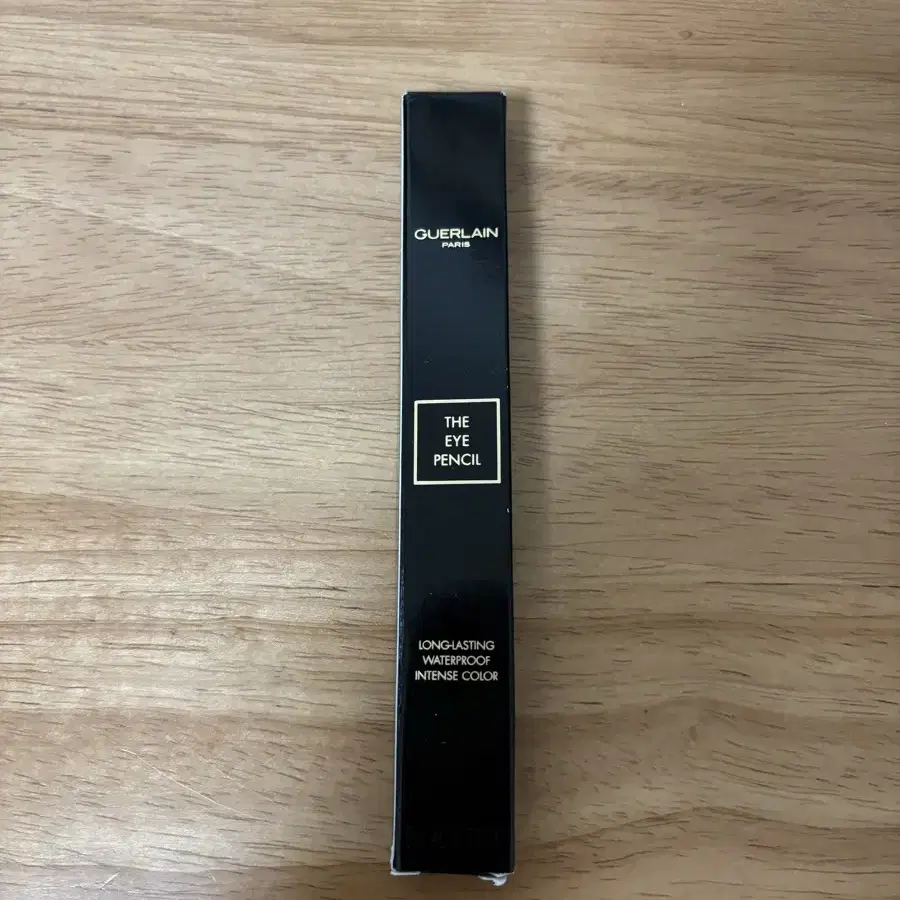 GUERLAIN
PARIS
THE
EYE
PENCIL
LONG-LASTING
WATERPROOF
INTENSE COLOR